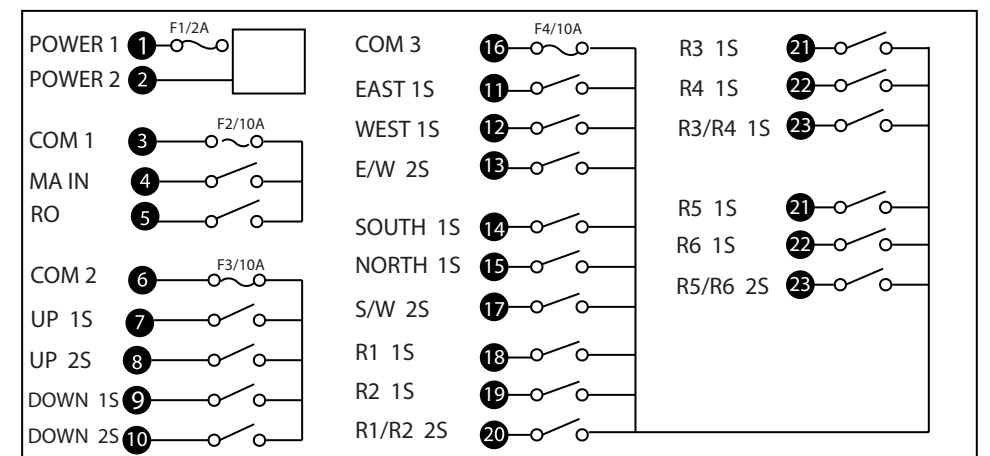 F1/2A
POWER 1 1
POWER 2 2
F2/10A
COM 1 3
MA IN 4
RO 5
F3/10A
COM 2 6
UP 1S 7
UP 2S 8
DOWN 1S 9
DOWN 2S 10
F4/10A
COM 3 16
EAST 1S 11
WEST 1S 12
E/W 2S 13
SOUTH 1S 14
NORTH 1S 15
S/W 2S 17
R1 1S 18
R2 1S 19
R1/R2 2S 20
R3 1S 21
R4 1S 22
R3/R4 1S 23
R5 1S 21
R6 1S 22
R5/R6 2S 23